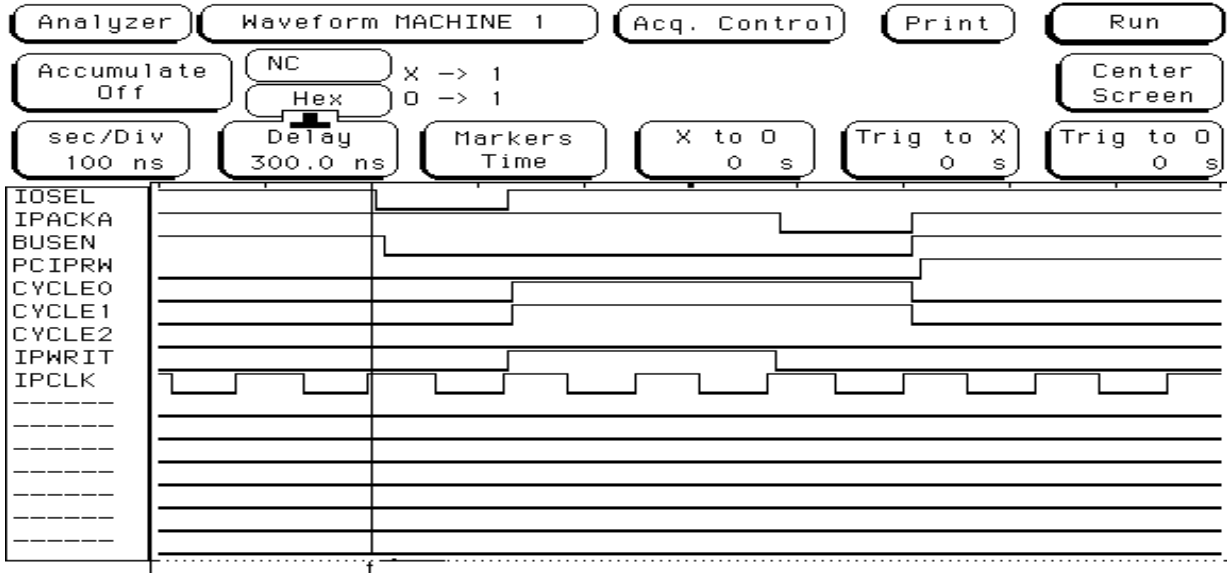 Analyzer Waveform MACHINE 1 Acq. Control Print Run
Accumulate Off NC X -> 1 Center Screen
Hex O -> 1
sec/Div Delay Markers X to O Trig to X Trig to O
100 ns 300.0 ns Time 0 s 0 s 0 s
IOSEL
IPACKA
BUSEN
PCIPRW
CYCLE0
CYCLE1
CYCLE2
IPWRIT
IPCLK
------
------
------
------
------
------
------
f